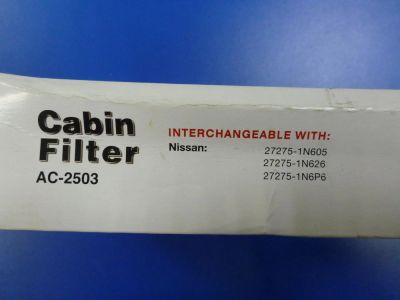 Cabin
Filter
AC-2503
INTERCHANGEABLE WITH:
Nissan: 27275-1N605
27275-1N626
27275-1N6P6